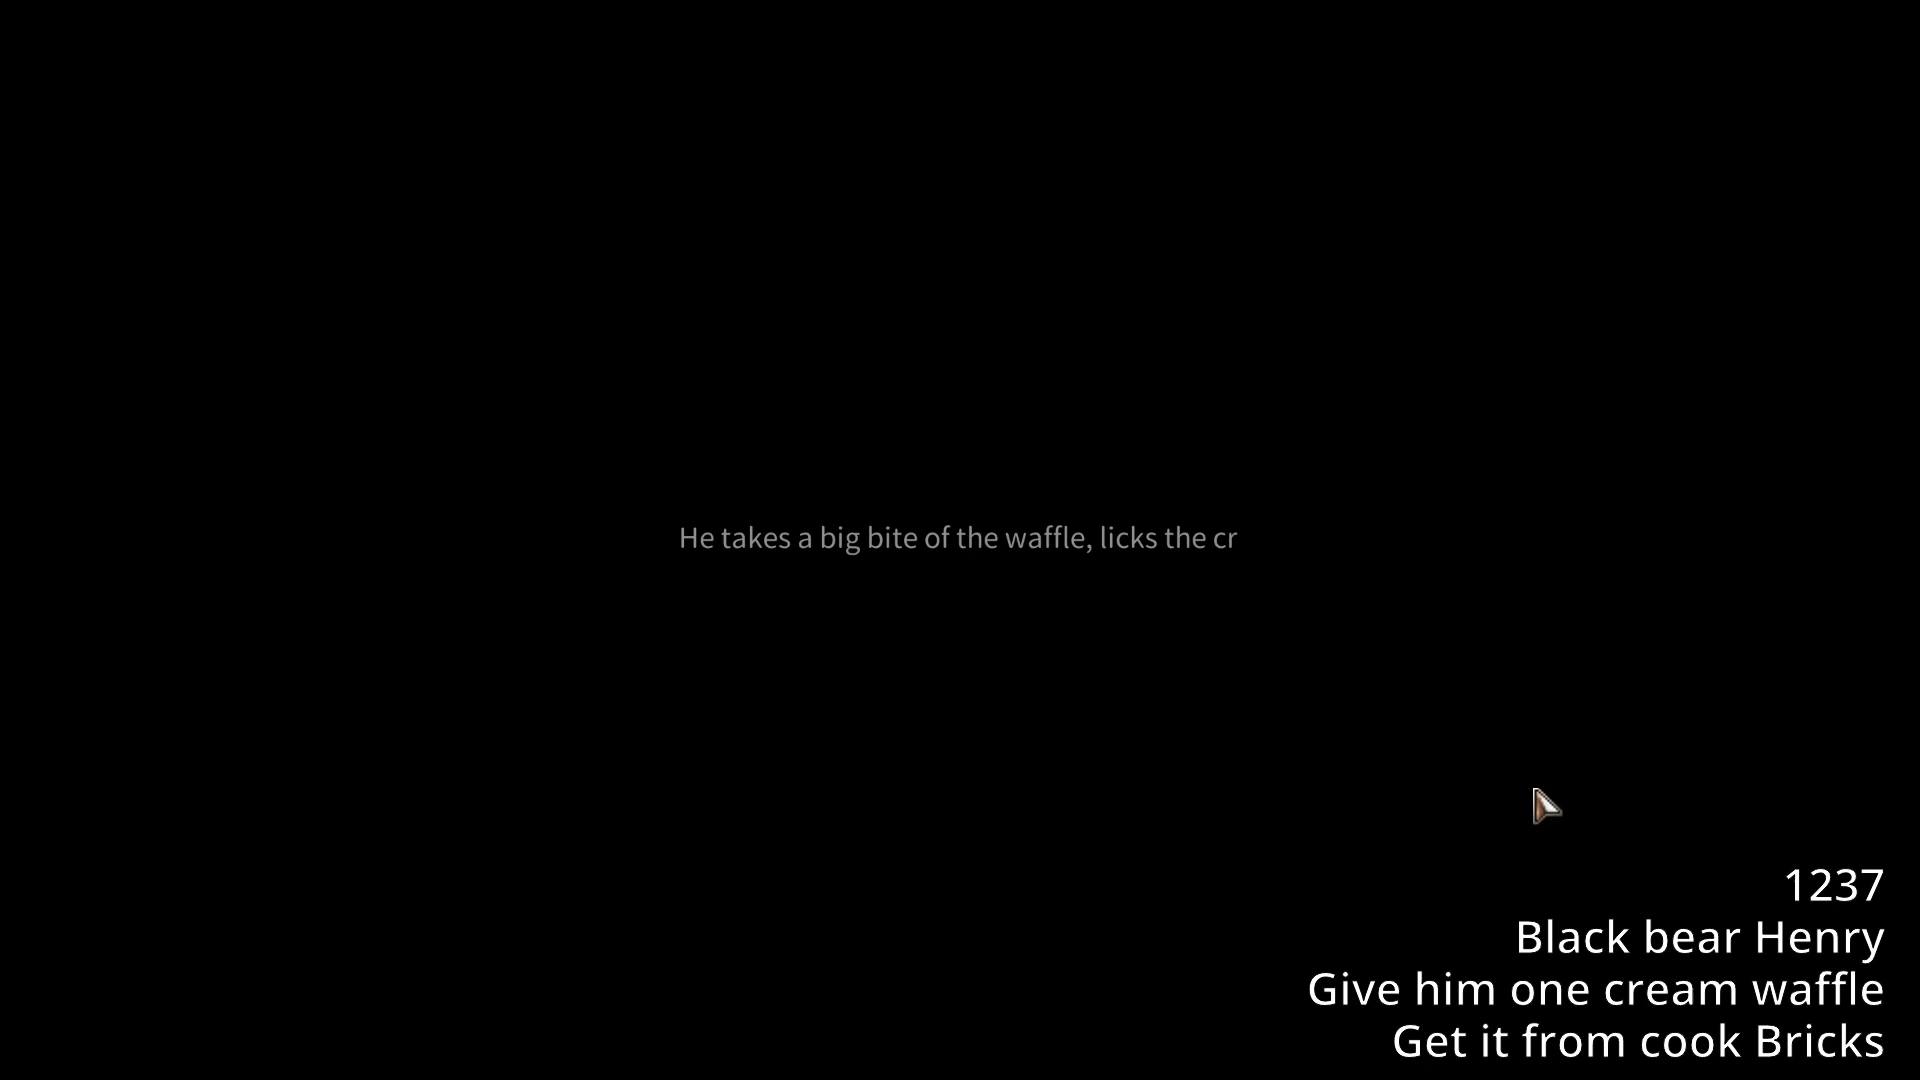 He takes a big bite of the waffle, licks the cr
1237
Black bear Henry
Give him one cream waffle
Get it from cook Bricks